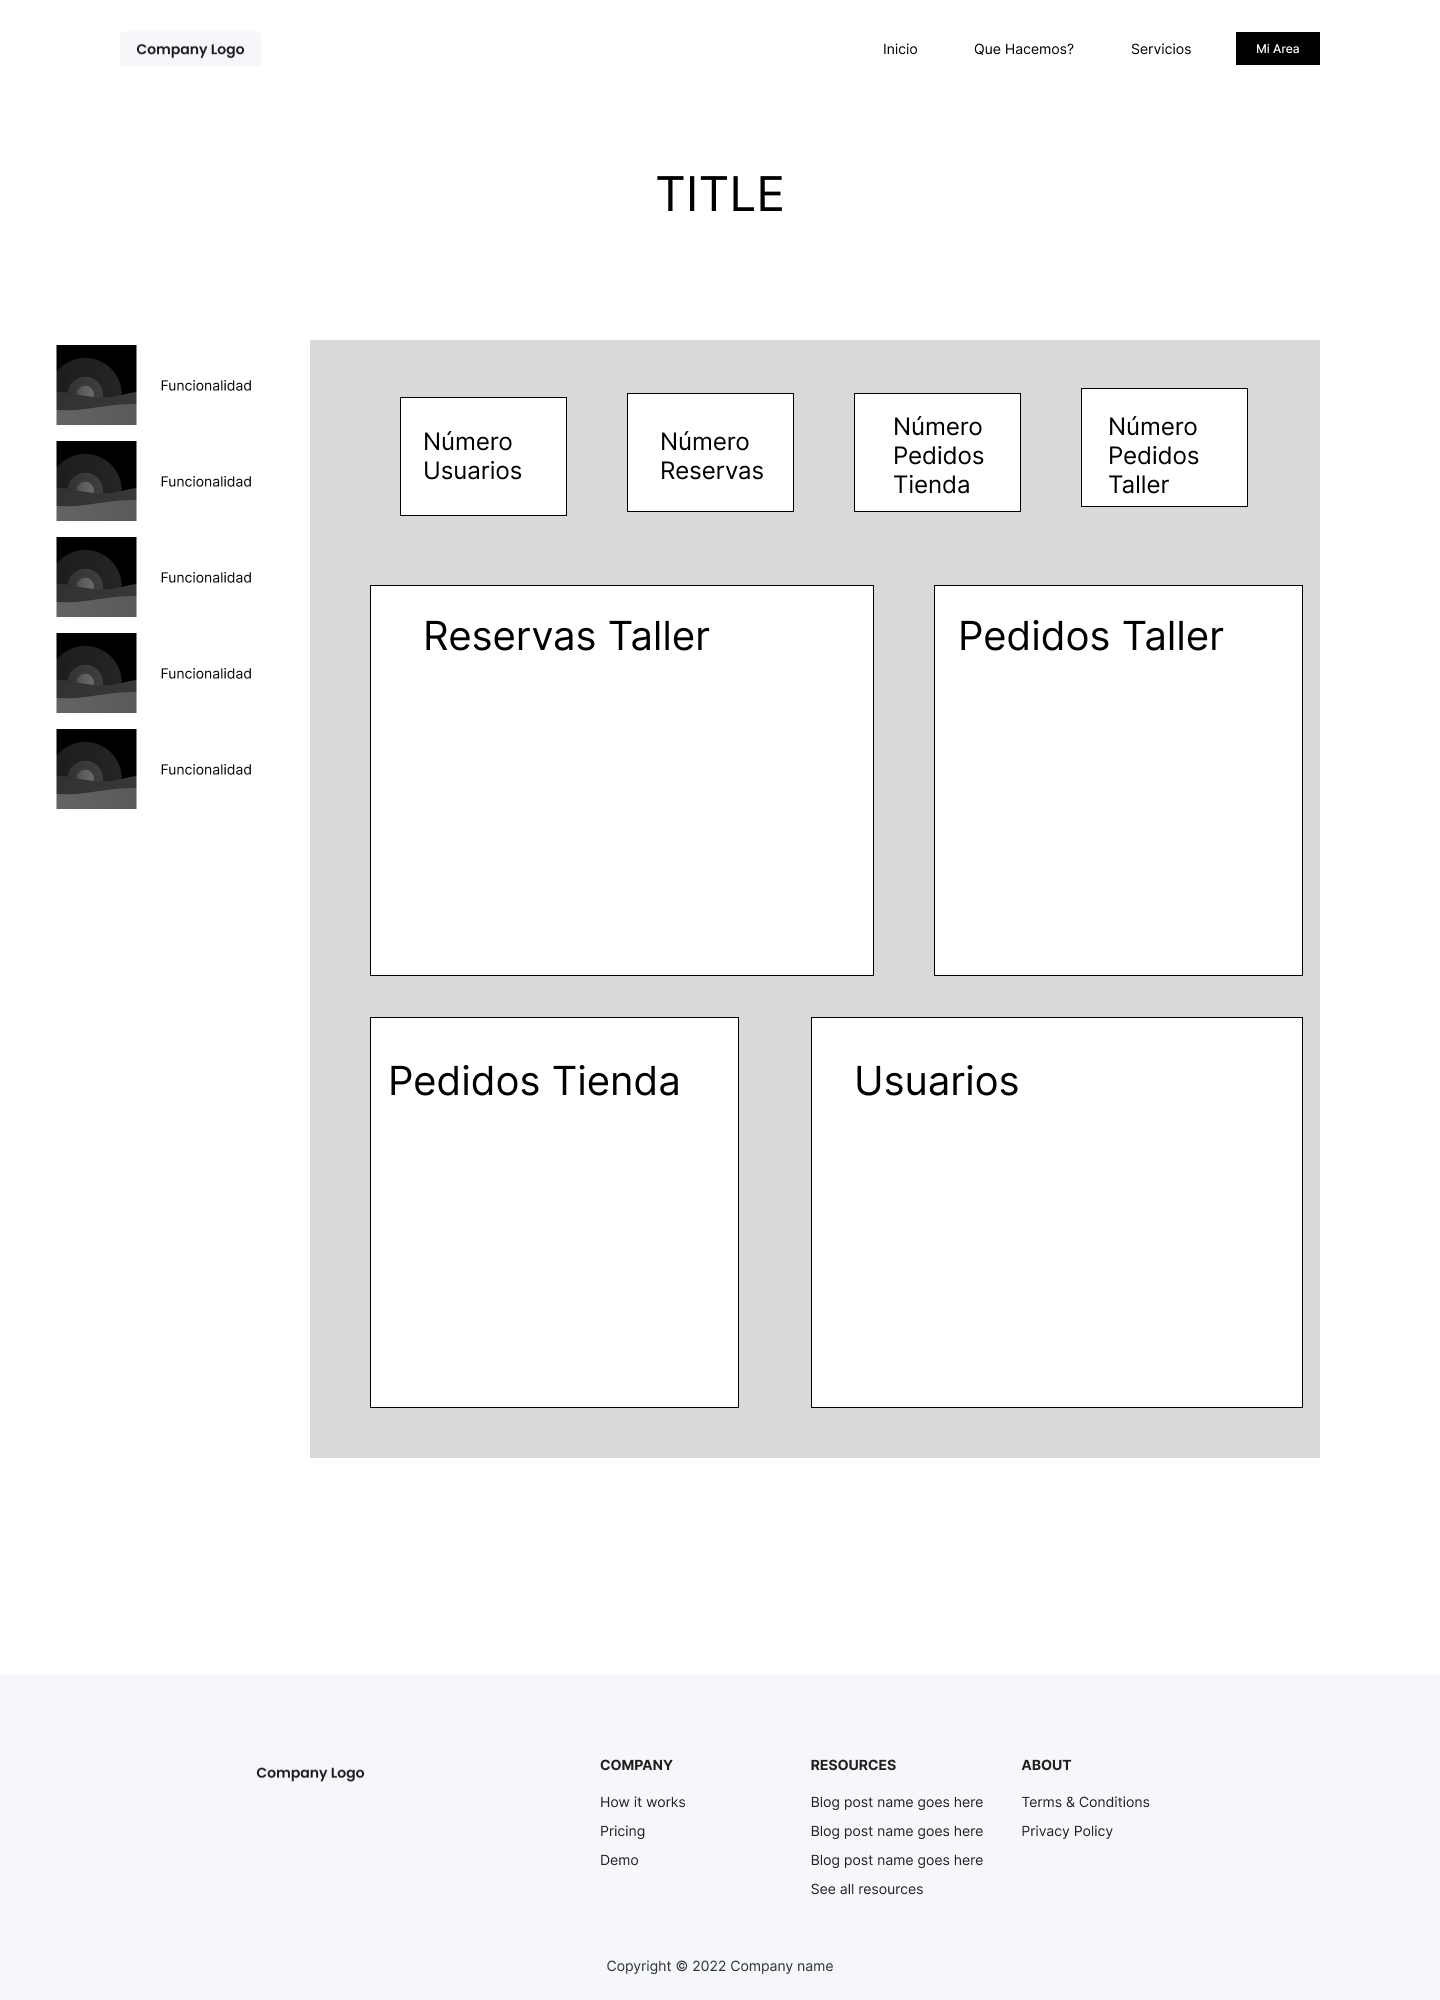 Company Logo
Inicio
Que Hacemos?
Servicios
Mi Area
TITLE
Funcionalidad
Funcionalidad
Funcionalidad
Funcionalidad
Funcionalidad
Número
Usuarios
Número
Reservas
Número
Pedidos
Tienda
Número
Pedidos
Taller
Reservas Taller
Pedidos Taller
Pedidos Tienda
Usuarios
Company Logo
COMPANY
How it works
Pricing
Demo
RESOURCES
Blog post name goes here
Blog post name goes here
Blog post name goes here
See all resources
ABOUT
Terms & Conditions
Privacy Policy
Copyright © 2022 Company name